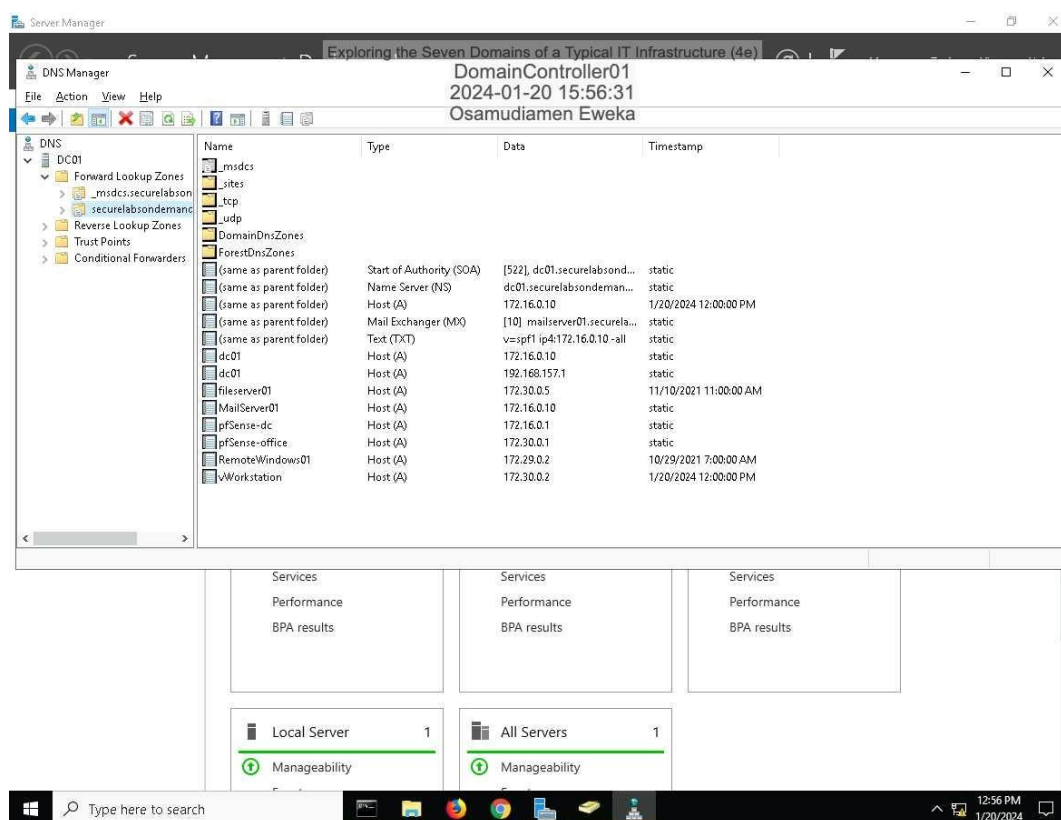 Server Manager
Exploring the Seven Domains of a Typical IT Infrastructure (4e)
DNS Manager
DomainController01
2024-01-20 15:56:31
Osamudiamen Eweka
File Action View Help
DNS
DC01
Forward Lookup Zones
_msdcs.securelabson
securelabsondemanc
Reverse Lookup Zones
Trust Points
Conditional Forwarders
Name Type Data Timestamp
_msdcs
_sites
_tcp
_udp
DomainDnsZones
ForestDnsZones
(same as parent folder) Start of Authority (SOA) [522], dc01.securelabsond... static
(same as parent folder) Name Server (NS) dc01.securelabsondeman... static
(same as parent folder) Host (A) 172.16.0.10 1/20/2024 12:00:00 PM
(same as parent folder) Mail Exchanger (MX) [10] mailserver01.securela... static
(same as parent folder) Text (TXT) v=spf1 ip4:172.16.0.10 -all static
dc01 Host (A) 172.16.0.10 static
dc01 Host (A) 192.168.157.1 static
fileserver01 Host (A) 172.30.0.5 11/10/2021 11:00:00 AM
MailServer01 Host (A) 172.16.0.10 static
pfSense-dc Host (A) 172.16.0.1 static
pfSense-office Host (A) 172.30.0.1 static
RemoteWindows01 Host (A) 172.29.0.2 10/29/2021 7:00:00 AM
vWorkstation Host (A) 172.30.0.2 1/20/2024 12:00:00 PM
Services Services Services
Performance Performance Performance
BPA results BPA results BPA results
Local Server 1 All Servers 1
Manageability Manageability
Type here to search
12:56 PM
1/20/2024